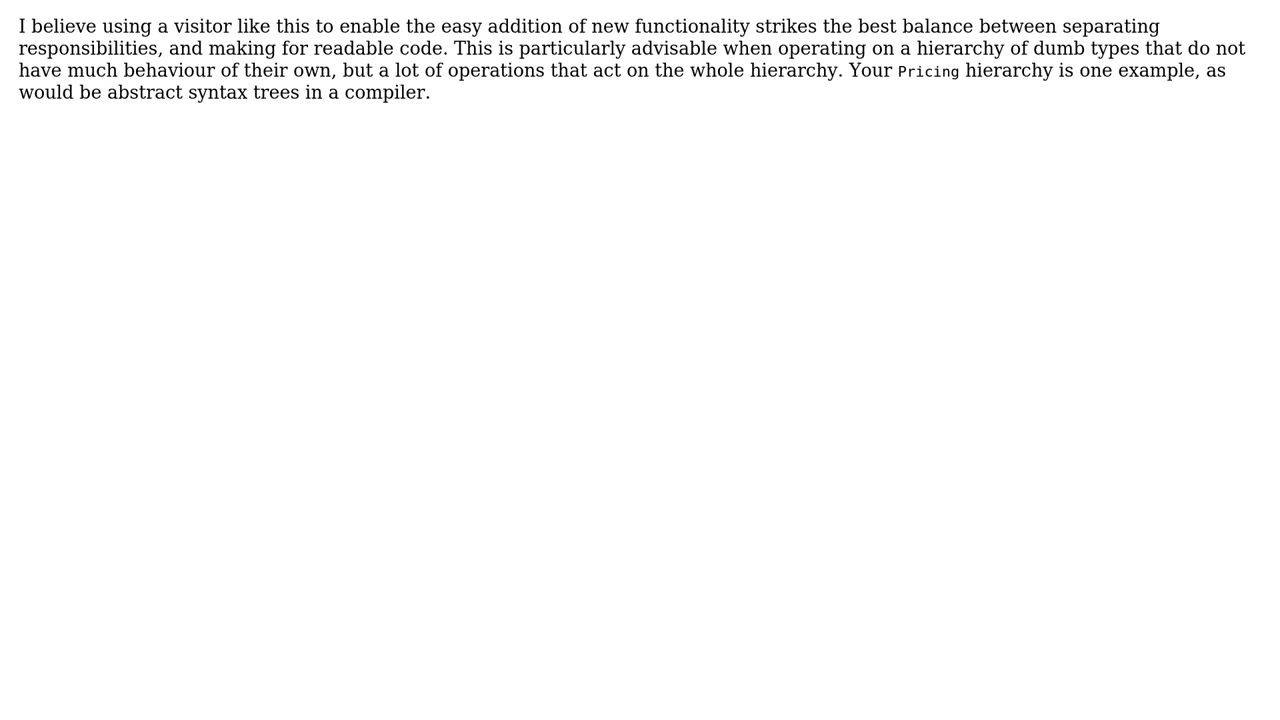 I believe using a visitor like this to enable the easy addition of new functionality strikes the best balance between separating
responsibilities, and making for readable code. This is particularly advisable when operating on a hierarchy of dumb types that do not
have much behaviour of their own, but a lot of operations that act on the whole hierarchy. Your Pricing hierarchy is one example, as
would be abstract syntax trees in a compiler.